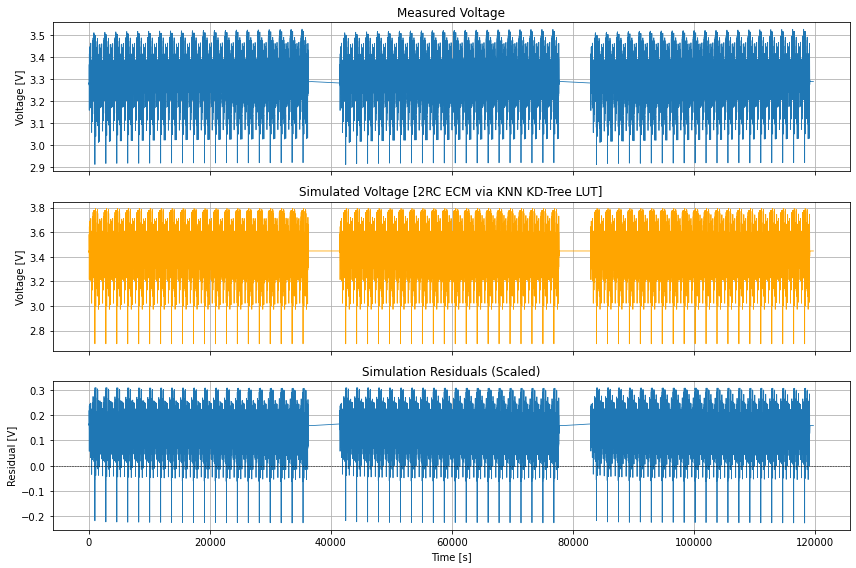 Measured Voltage
Voltage [V]
3.5
3.4
3.3
3.2
3.1
3.0
2.9
Simulated Voltage [2RC ECM via KNN KD-Tree LUT]
Voltage [V]
3.8
3.6
3.4
3.2
3.0
2.8
Simulation Residuals (Scaled)
Residual [V]
0.3
0.2
0.1
0.0
−0.1
−0.2
0 20000 40000 60000 80000 100000 120000
Time [s]